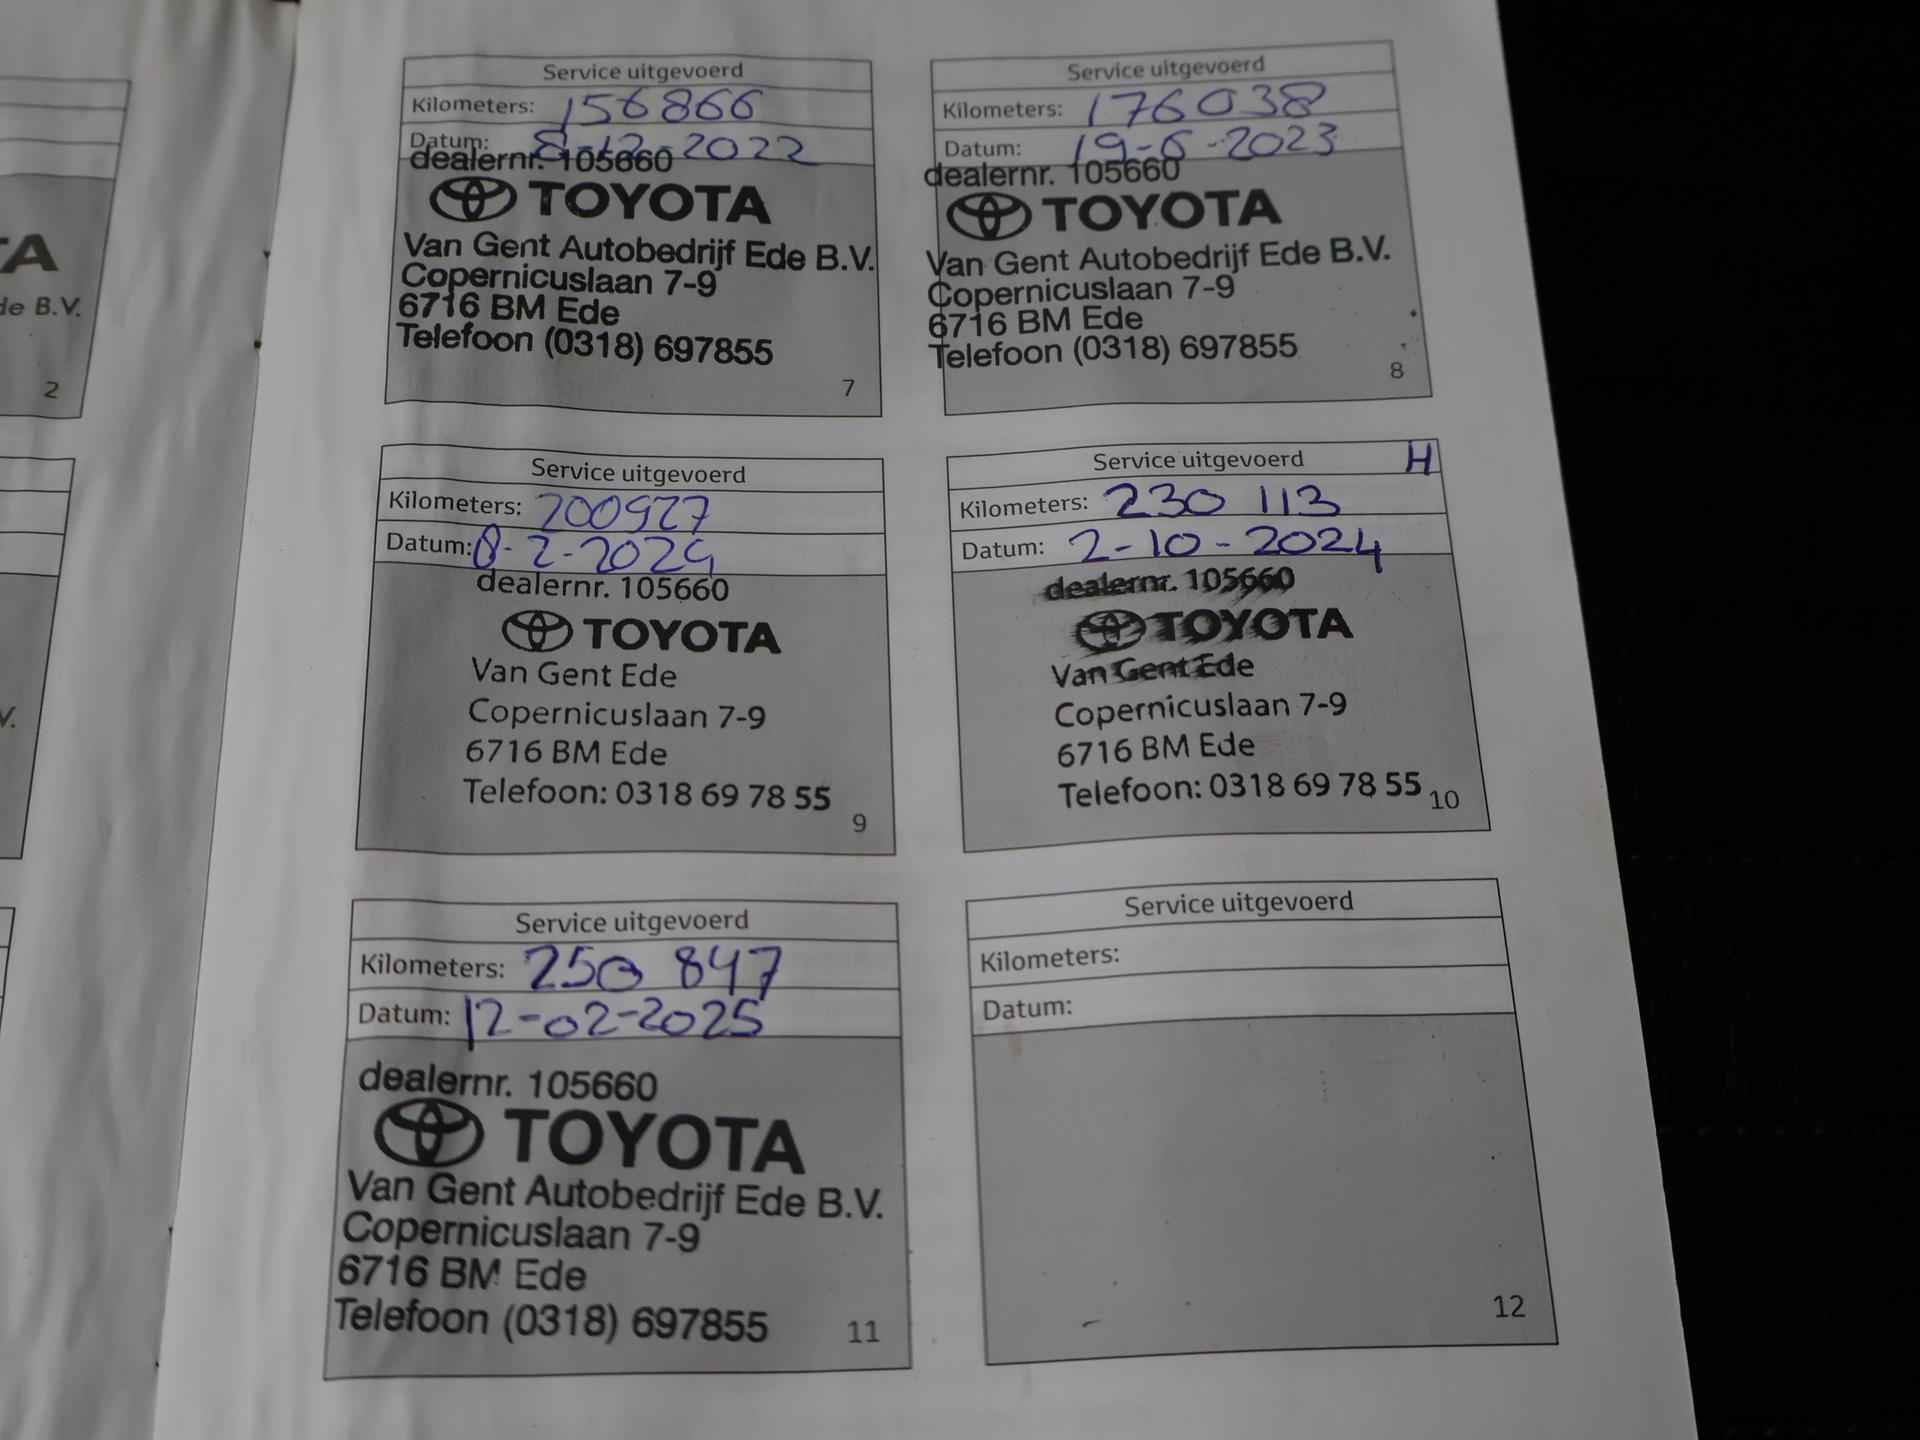 TA
de B.V.
2
V.
Service uitgevoerd
Kilometers: 156866
Datum: 8-12-2022
dealernr. 105660
TOYOTA
Van Gent Autobedrijf Ede B.V.
Copernicuslaan 7-9
6716 BM Ede
Telefoon (0318) 697855
7
Service uitgevoerd
Kilometers: 176038
Datum: 19-6-2023
dealernr. 105660
TOYOTA
Van Gent Autobedrijf Ede B.V.
Copernicuslaan 7-9
6716 BM Ede
Telefoon (0318) 697855
8
Service uitgevoerd
Kilometers: 200927
Datum: 8-2-2024
dealernr. 105660
TOYOTA
Van Gent Ede
Copernicuslaan 7-9
6716 BM Ede
Telefoon: 0318 69 78 55
9
Service uitgevoerd H
Kilometers: 230 113
Datum: 2-10-2024
dealernr. 105660
TOYOTA
Van Gent Ede
Copernicuslaan 7-9
6716 BM Ede
Telefoon: 0318 69 78 55
10
Service uitgevoerd
Kilometers: 250 847
Datum: 12-02-2025
dealernr. 105660
TOYOTA
Van Gent Autobedrijf Ede B.V.
Copernicuslaan 7-9
6716 BM Ede
Telefoon (0318) 697855
11
Service uitgevoerd
Kilometers:
Datum:
12